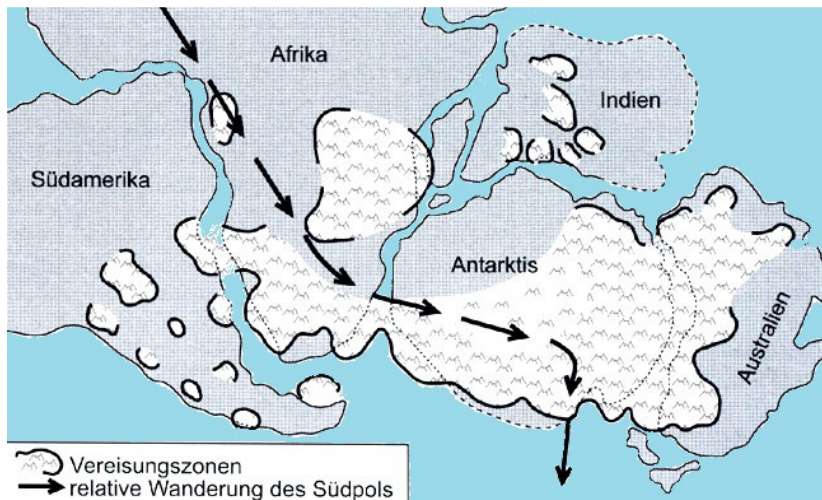 Afrika
Indien
Südamerika
Antarktis
Australien
Vereisungszonen
relative Wanderung des Südpols